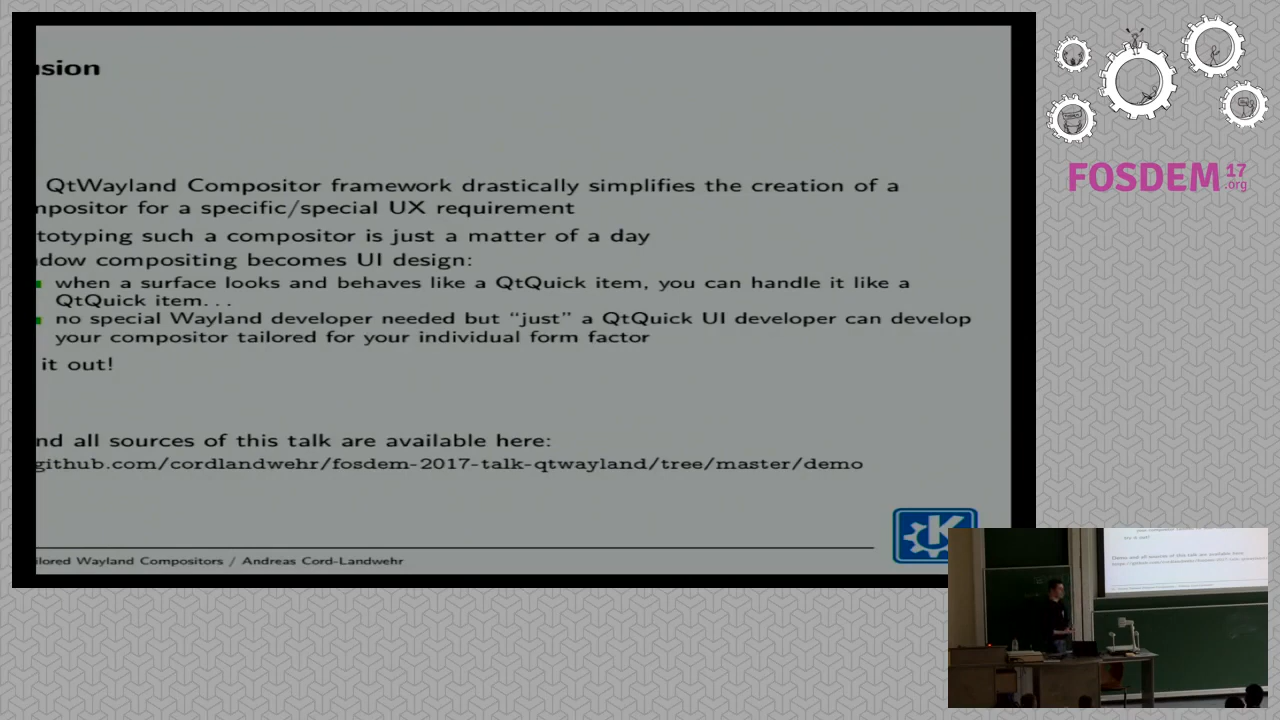 sion
QtWayland Compositor framework drastically simplifies the creation of a
mpositor for a specific/special UX requirement
totyping such a compositor is just a matter of a day
dow compositing becomes UI design:
when a surface looks and behaves like a QtQuick item, you can handle it like a
QtQuick item...
no special Wayland developer needed but “just” a QtQuick UI developer can develop
your compositor tailored for your individual form factor
it out!
nd all sources of this talk are available here:
github.com/cordlandwehr/fosdem-2017-talk-qtwayland/tree/master/demo
ilored Wayland Compositors / Andreas Cord-Landwehr
K
FOSDEM 17
.org